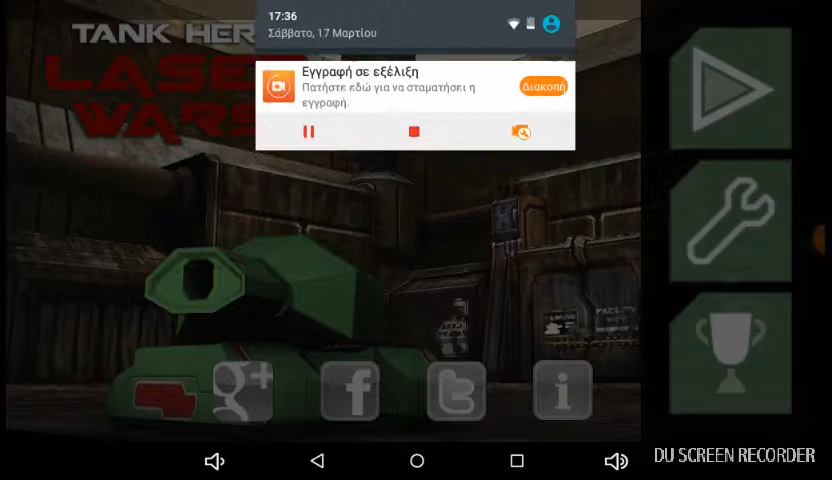 17:36
Σάββατο, 17 Μαρτίου
TANK HER
LASE
WARS
Εγγραφή σε εξέλιξη
Πατήστε εδώ για να σταματήσει η
εγγραφή.
Διακοπή
FACILITY
g+
f
t
i
DU SCREEN RECORDER